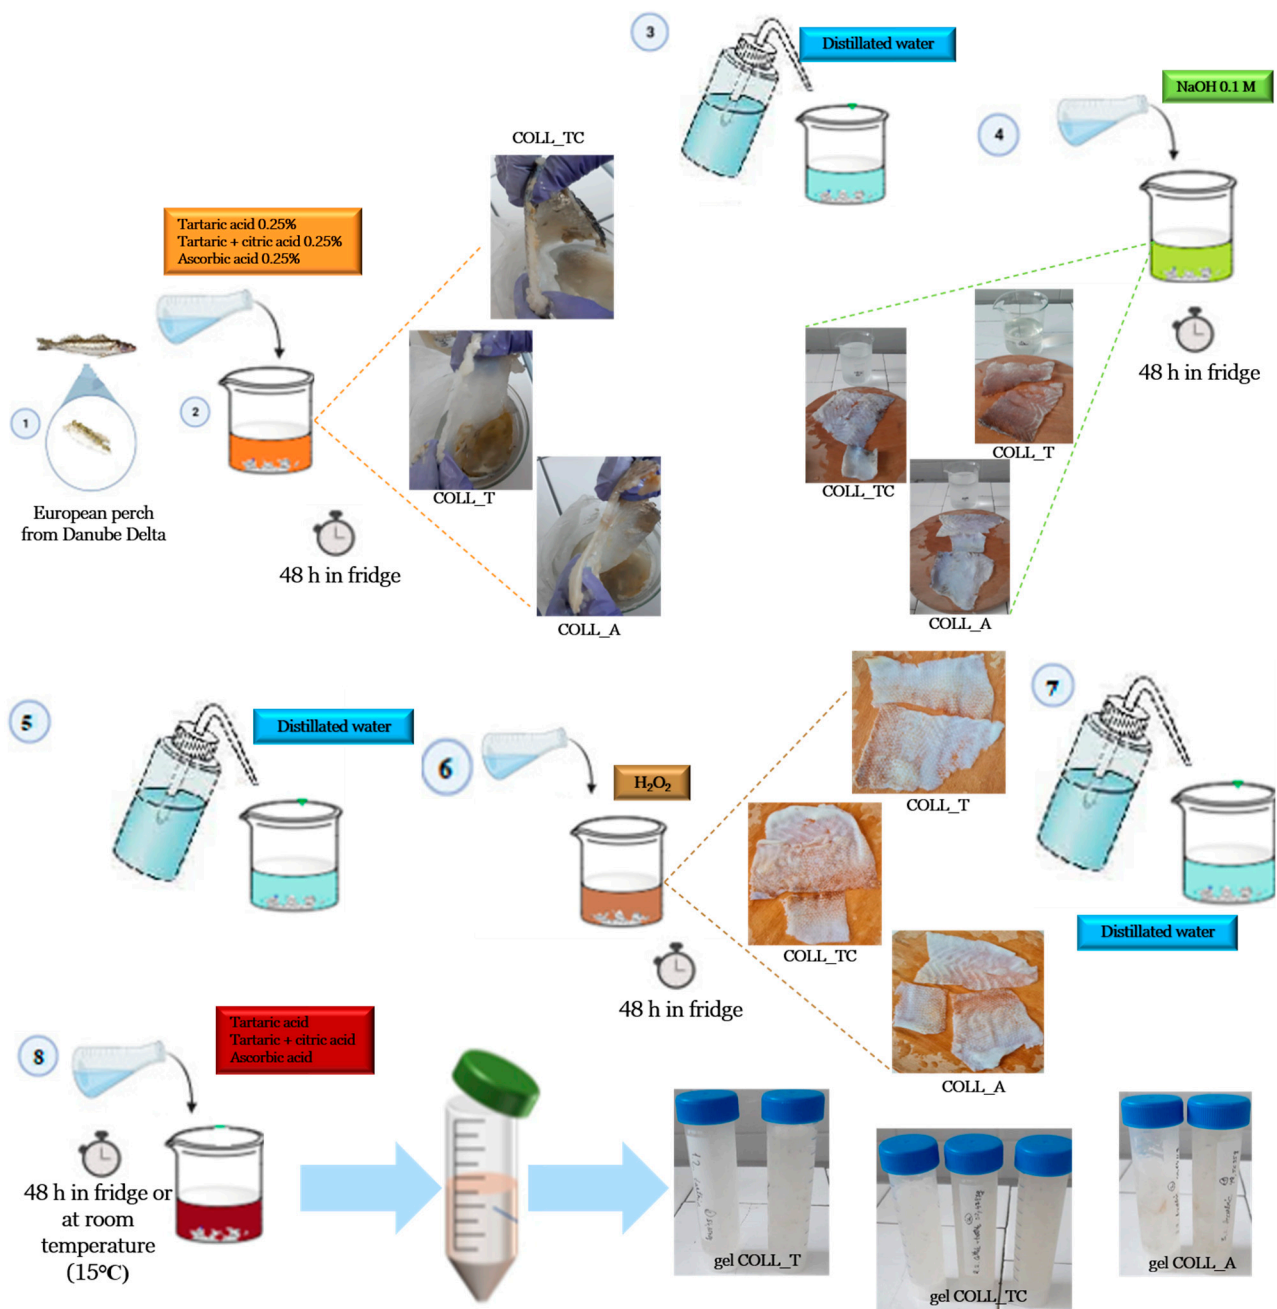 3
Distillated water
NaOH 0.1 M
4
COLL_TC
Tartaric acid 0.25%
Tartaric + citric acid 0.25%
Ascorbic acid 0.25%
1
2
48 h in fridge
COLL_T
COLL_TC
COLL_T
European perch
from Danube Delta
48 h in fridge
COLL_A
COLL_A
5
Distillated water
6
H₂O₂
7
COLL_T
COLL_TC
Distillated water
48 h in fridge
COLL_A
8
Tartaric acid
Tartaric + citric acid
Ascorbic acid
48 h in fridge or
at room
temperature
(15°C)
gel COLL_T
gel COLL_TC
gel COLL_A